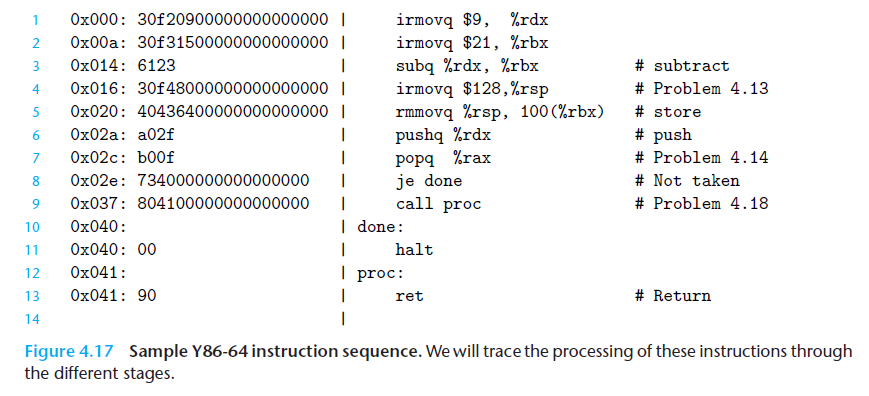 1 0x000: 30f20900000000000000 | irmovq $9, %rdx
2 0x00a: 30f31500000000000000 | irmovq $21, %rbx
3 0x014: 6123 | subq %rdx, %rbx # subtract
4 0x016: 30f48000000000000000 | irmovq $128,%rsp # Problem 4.13
5 0x020: 40436400000000000000 | rmmovq %rsp, 100(%rbx) # store
6 0x02a: a02f | pushq %rdx # push
7 0x02c: b00f | popq %rax # Problem 4.14
8 0x02e: 734000000000000000 | je done # Not taken
9 0x037: 804100000000000000 | call proc # Problem 4.18
10 0x040: | done:
11 0x040: 00 | halt
12 0x041: | proc:
13 0x041: 90 | ret # Return
14 |
Figure 4.17 Sample Y86-64 instruction sequence. We will trace the processing of these instructions through
the different stages.